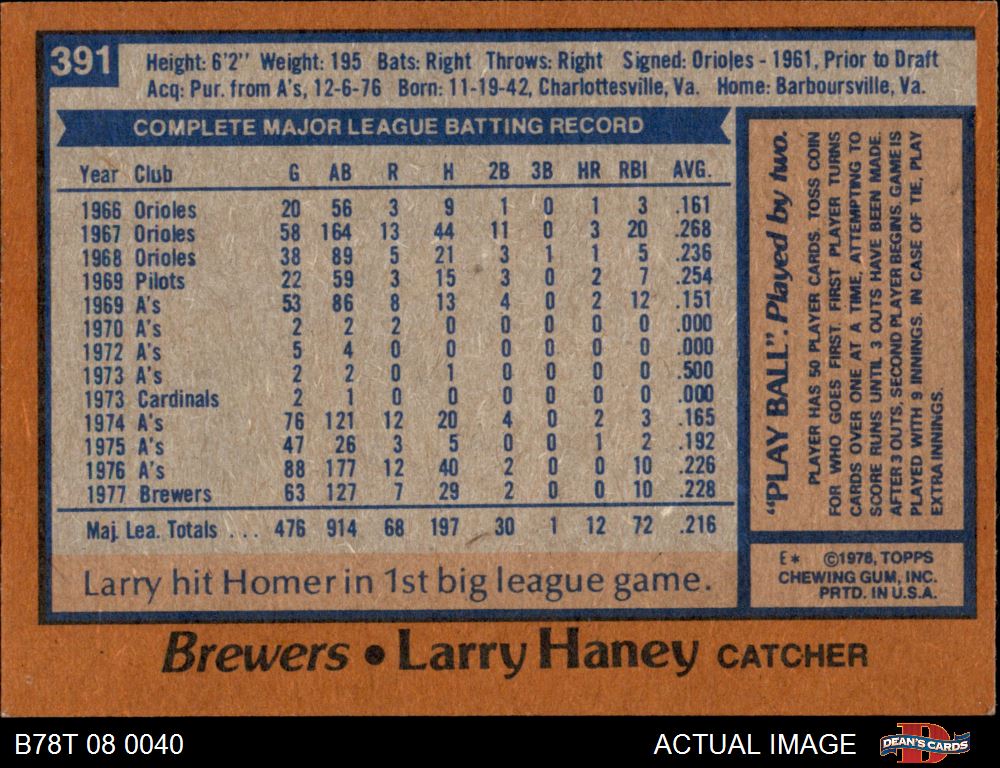 391
Height: 6'2" Weight: 195 Bats: Right Throws: Right Signed: Orioles - 1961, Prior to Draft
Acq: Pur. from A's, 12-6-76 Born: 11-19-42, Charlottesville, Va. Home: Barboursville, Va.
COMPLETE MAJOR LEAGUE BATTING RECORD
Year Club G AB R H 2B 3B HR RBI AVG.
1966 Orioles 20 56 3 9 1 0 1 3 .161
1967 Orioles 58 164 13 44 11 0 3 20 .268
1968 Orioles 38 89 5 21 3 1 1 5 .236
1969 Pilots 22 59 3 15 3 0 2 7 .254
1969 A's 53 86 8 13 4 0 2 12 .151
1970 A's 2 2 2 0 0 0 0 0 .000
1972 A's 5 4 0 0 0 0 0 0 .000
1973 A's 2 2 0 1 0 0 0 0 .500
1973 Cardinals 2 1 0 0 0 0 0 0 .000
1974 A's 76 121 12 20 4 0 2 3 .165
1975 A's 47 26 3 5 0 0 1 2 .192
1976 A's 88 177 12 40 2 0 0 10 .226
1977 Brewers 63 127 7 29 2 0 0 10 .228
Maj. Lea. Totals . . . 476 914 68 197 30 1 12 72 .216
Larry hit Homer in 1st big league game.
"PLAY BALL". Played by two.
PLAYER HAS 50 PLAYER CARDS. TOSS COIN
FOR WHO GOES FIRST. FIRST PLAYER TURNS
CARDS OVER ONE AT A TIME, ATTEMPTING TO
SCORE RUNS UNTIL 3 OUTS HAVE BEEN MADE.
AFTER 3 OUTS, SECOND PLAYER BEGINS. GAME IS
PLAYED WITH 9 INNINGS. IN CASE OF TIE, PLAY
EXTRA INNINGS.
E* ©1978, TOPPS
CHEWING GUM, INC.
PRTD. IN U.S.A.
Brewers • Larry Haney CATCHER
B78T 08 0040
ACTUAL IMAGE
DEAN'S CARDS